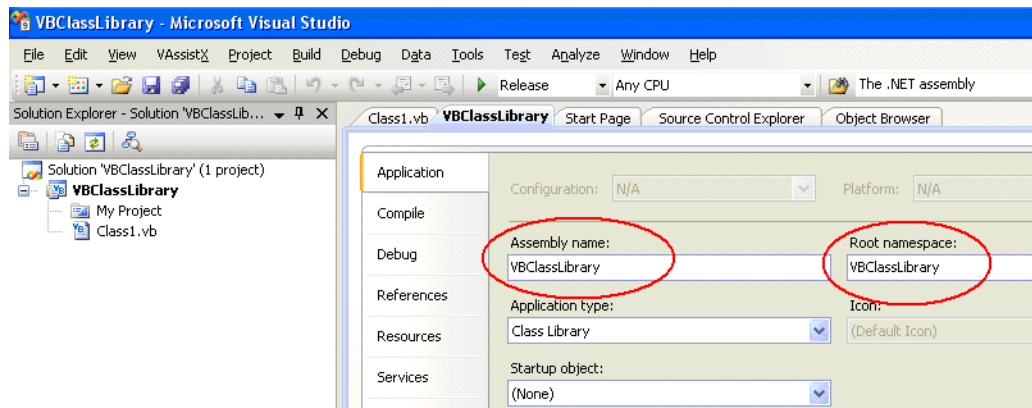 VBClassLibrary - Microsoft Visual Studio
File Edit View VAssistX Project Build Debug Data Tools Test Analyze Window Help
Release Any CPU The .NET assembly
Solution Explorer - Solution 'VBClassLib...
Class1.vb VBClassLibrary Start Page Source Control Explorer Object Browser
Solution 'VBClassLibrary' (1 project)
VBClassLibrary
My Project
Class1.vb
Application
Compile
Debug
References
Resources
Services
Configuration: N/A Platform: N/A
Assembly name: Root namespace:
VBClassLibrary VBClassLibrary
Application type: Icon:
Class Library (Default Icon)
Startup object:
(None)